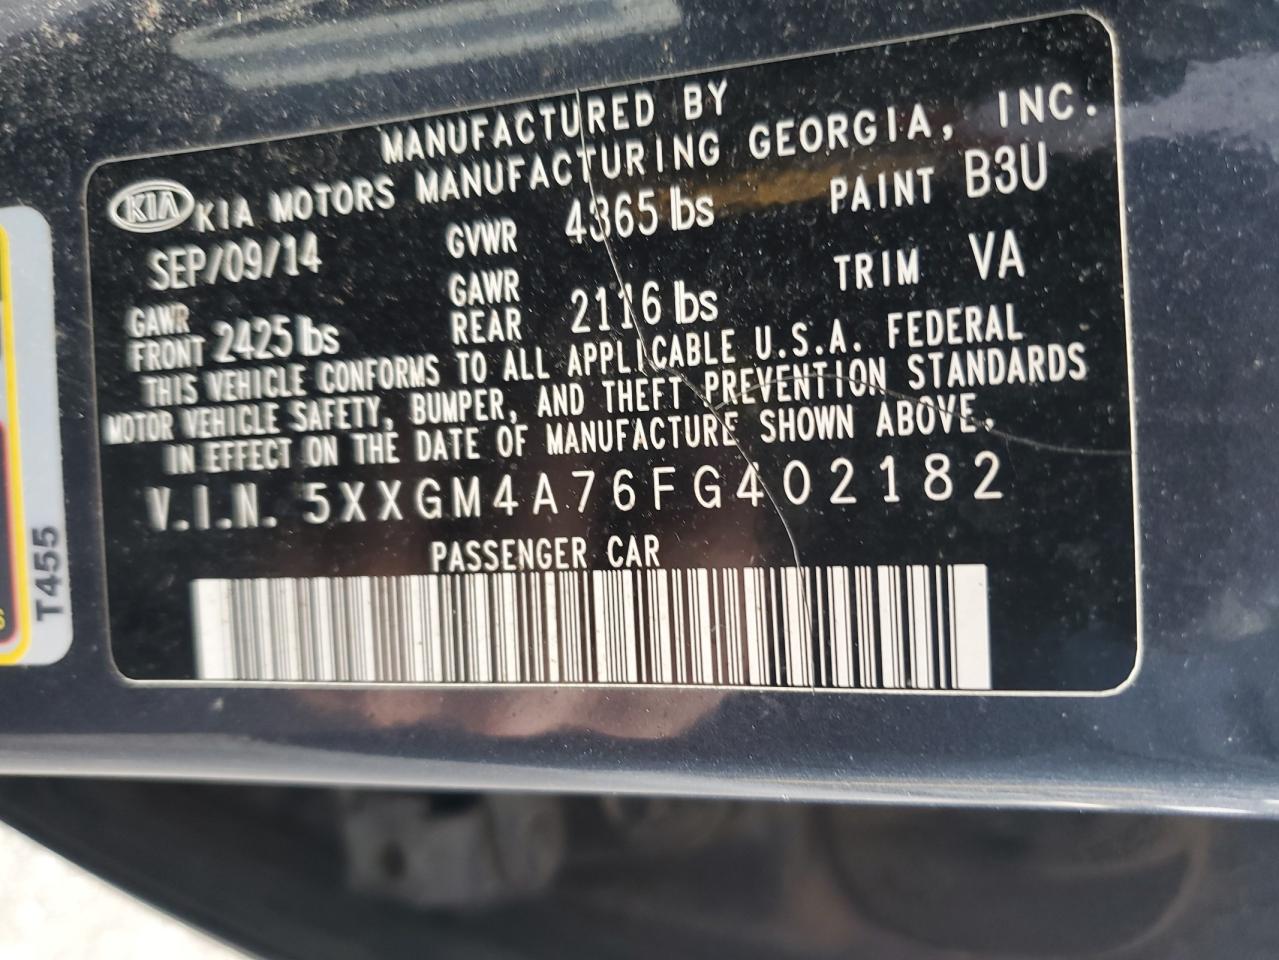 MANUFACTURED BY
KIA KIA MOTORS MANUFACTURING GEORGIA, INC.
SEP/09/14 GVWR 4365 lbs PAINT B3U
GAWR FRONT 2425 lbs GAWR REAR 2116 lbs TRIM VA
THIS VEHICLE CONFORMS TO ALL APPLICABLE U.S.A. FEDERAL
MOTOR VEHICLE SAFETY, BUMPER, AND THEFT PREVENTION STANDARDS
IN EFFECT ON THE DATE OF MANUFACTURE SHOWN ABOVE.
V.I.N. 5XXGM4A76FG402182
PASSENGER CAR
T455